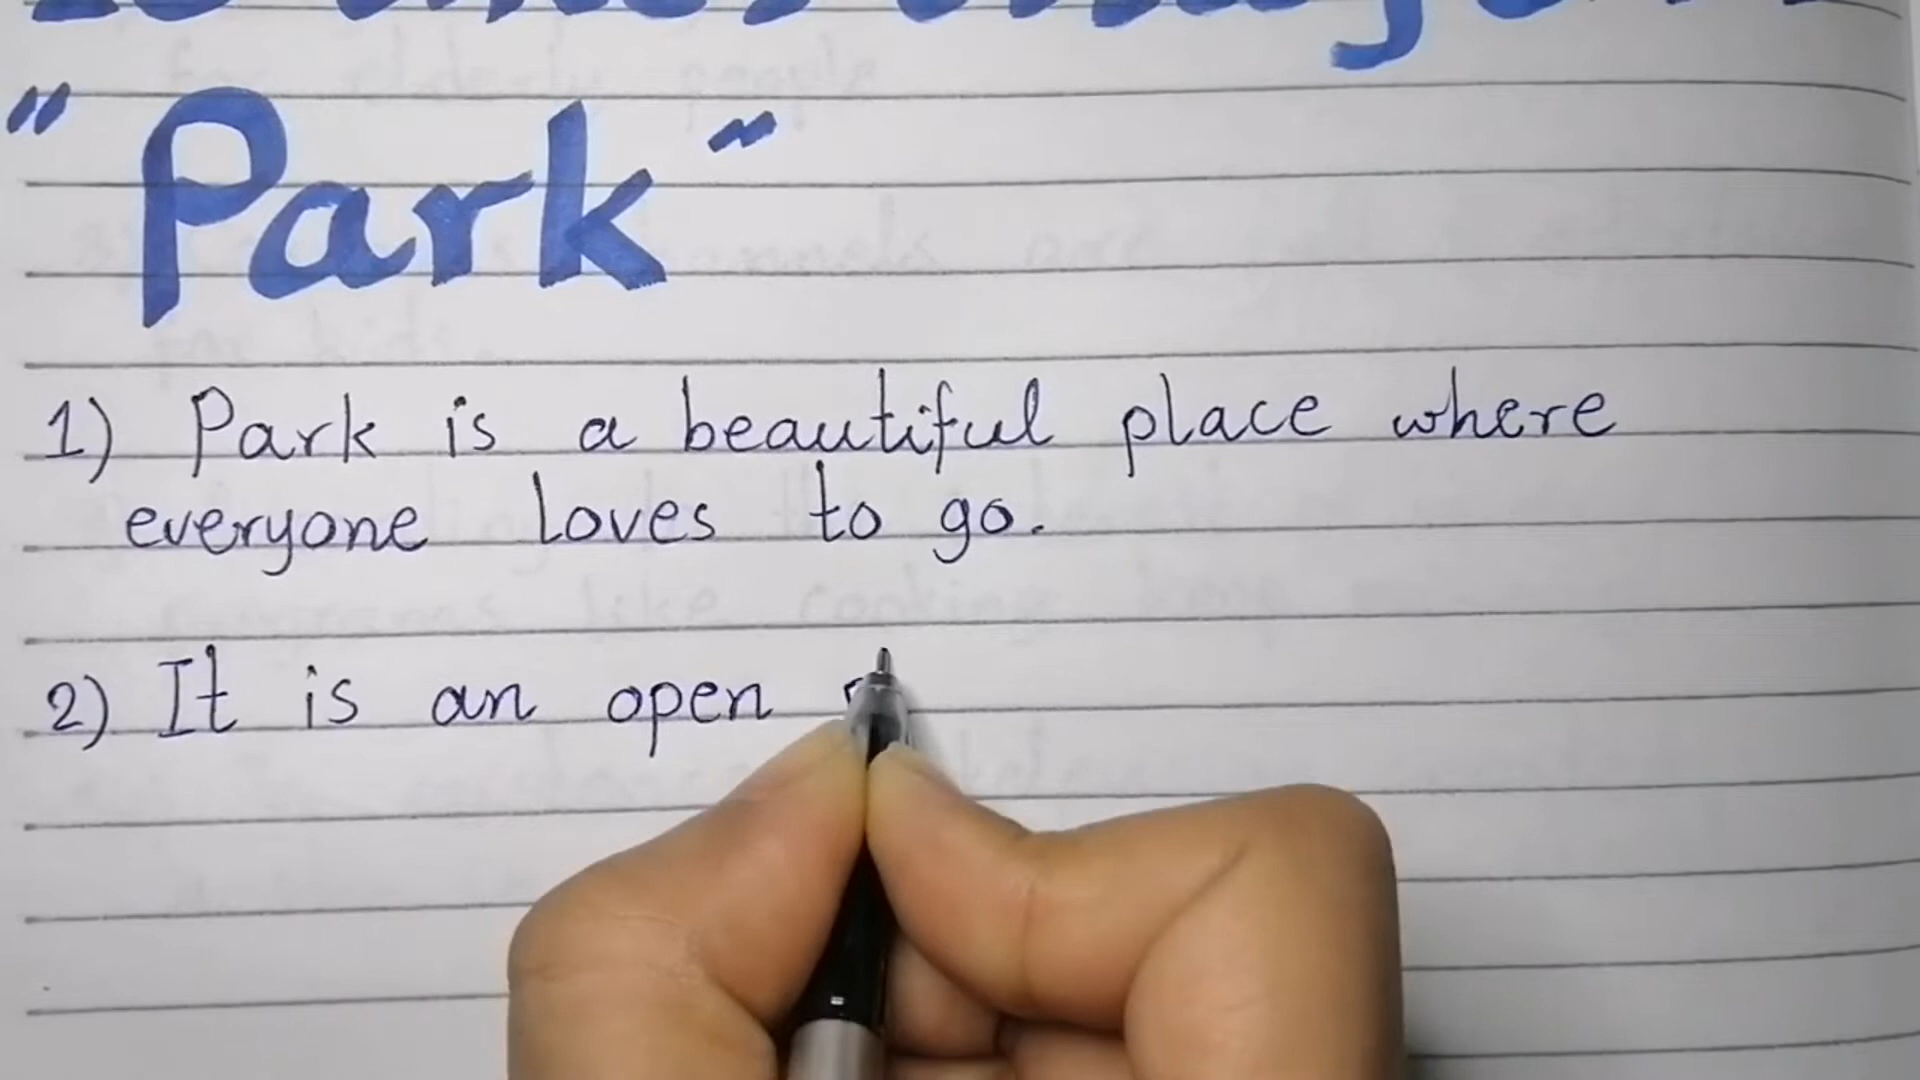 "Park"
1) Park is a beautiful place where
everyone loves to go.
2) It is an open